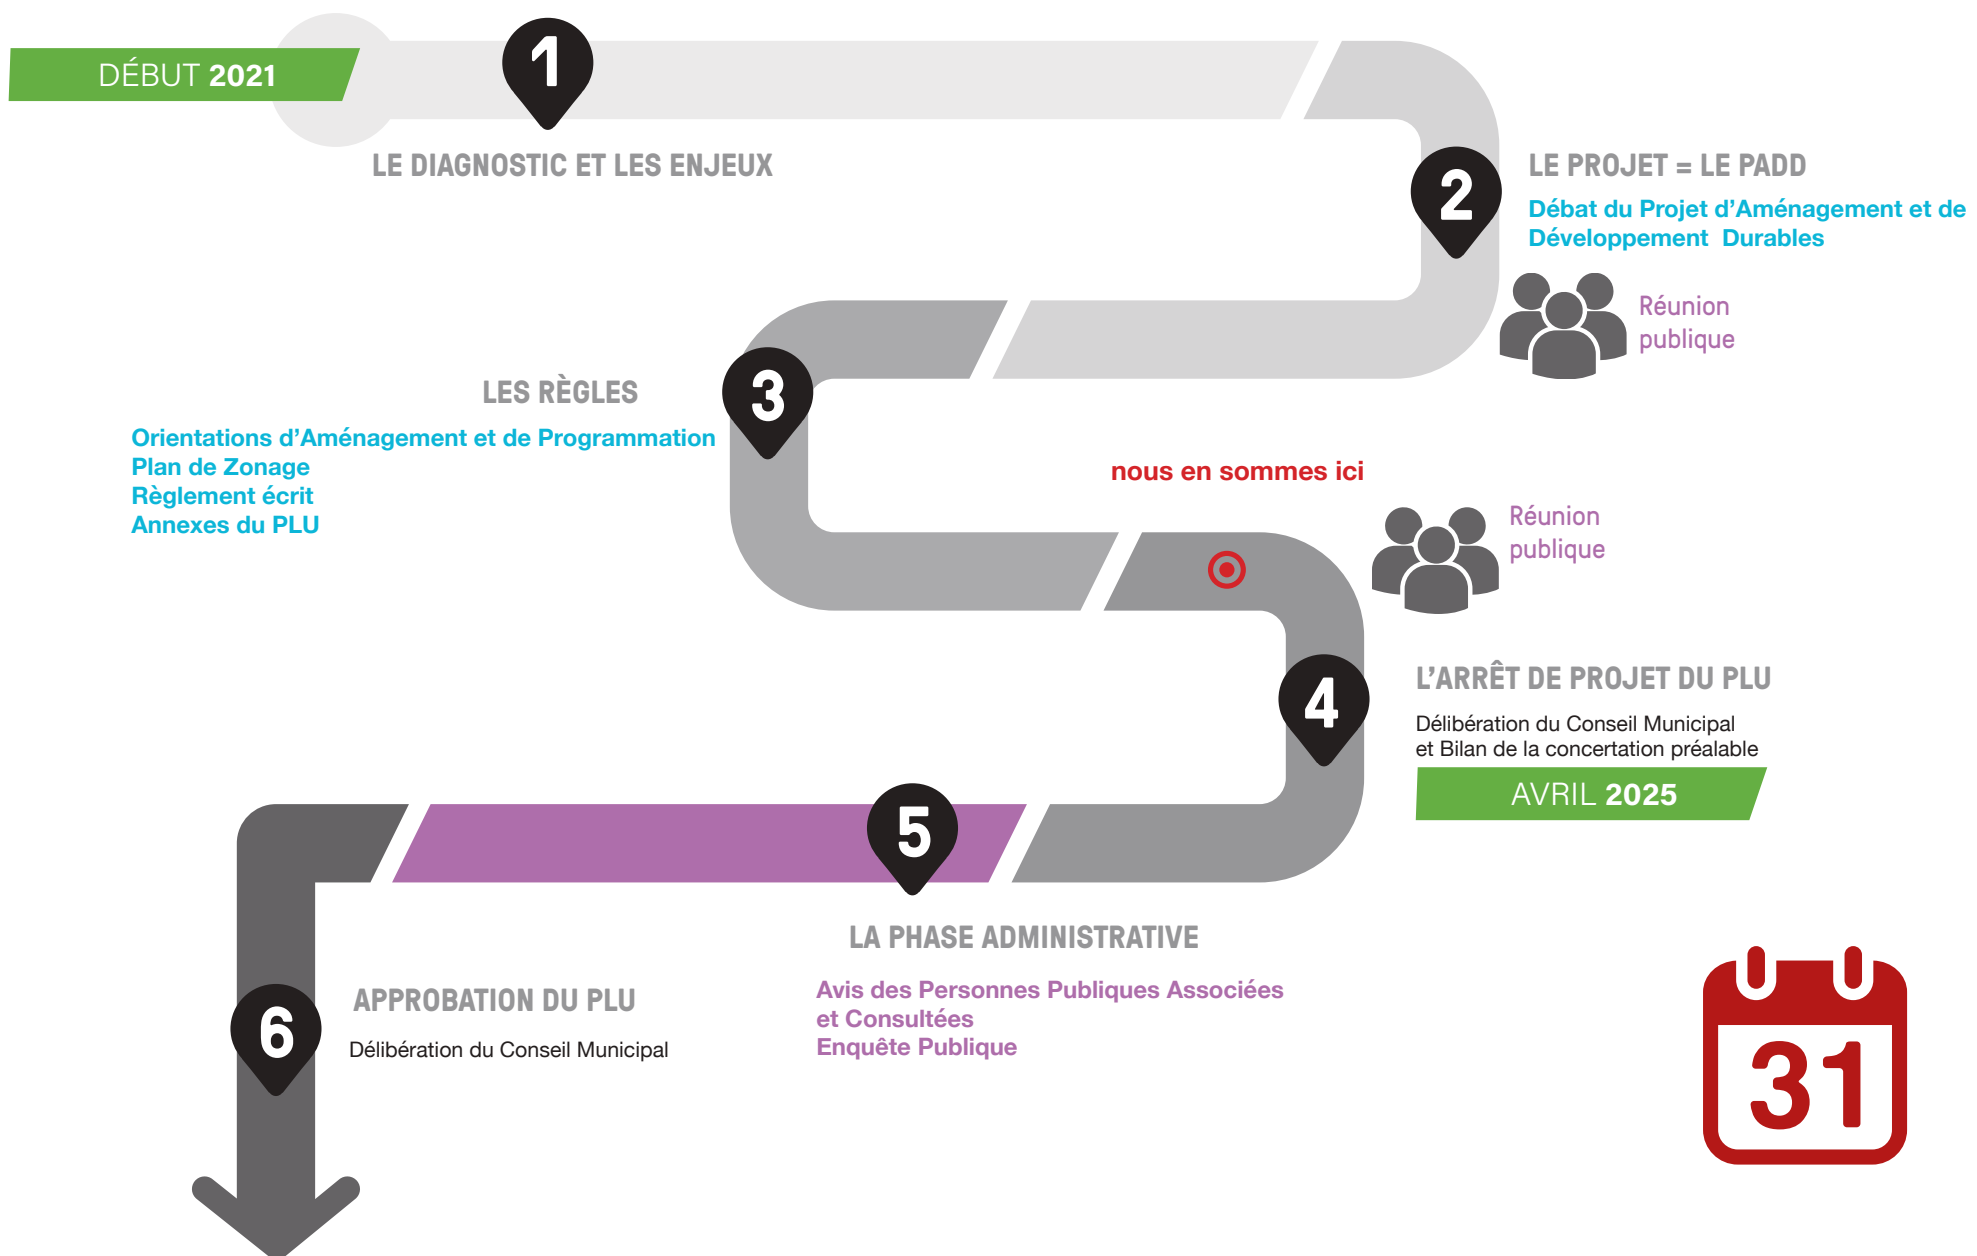 DÉBUT 2021
1
LE DIAGNOSTIC ET LES ENJEUX
2
LE PROJET = LE PADD
Débat du Projet d'Aménagement et de
Développement Durables
Réunion
publique
3
LES RÈGLES
Orientations d'Aménagement et de Programmation
Plan de Zonage
Règlement écrit
Annexes du PLU
nous en sommes ici
Réunion
publique
4
L'ARRÊT DE PROJET DU PLU
Délibération du Conseil Municipal
et Bilan de la concertation préalable
AVRIL 2025
5
LA PHASE ADMINISTRATIVE
Avis des Personnes Publiques Associées
et Consultées
Enquête Publique
6
APPROBATION DU PLU
Délibération du Conseil Municipal
31